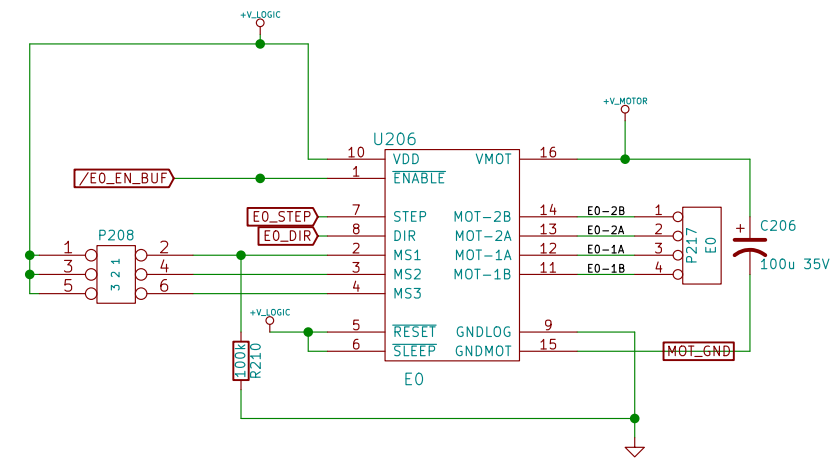 +V_LOGIC
+V_MOTOR
U206
10 VDD VMOT 16
/E0_EN_BUF 1 ENABLE
E0_STEP 7 STEP MOT-2B 14 E0-2B 1
E0_DIR 8 DIR MOT-2A 13 E0-2A 2
2 MS1 MOT-1A 12 E0-1A 3
3 MS2 MOT-1B 11 E0-1B 4
4 MS3
P217
E0
+ C206
100u 35V
P208
1 2
3 4
5 6
3 2 1
+V_LOGIC
5 RESET GNDLOG 9
6 SLEEP GNDMOT 15 MOT_GND
100k
R210
E0